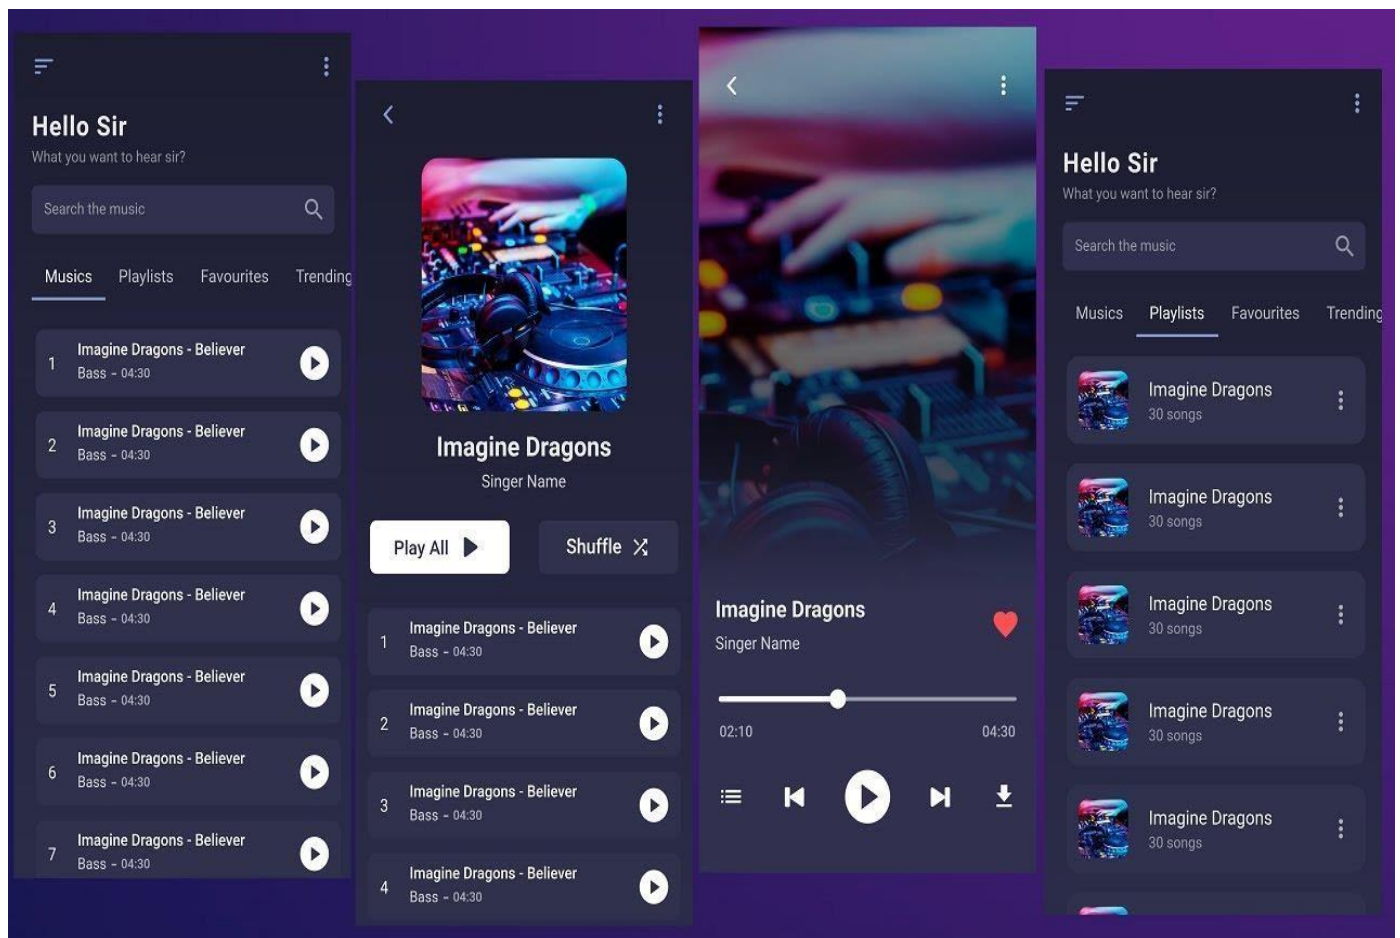 Hello Sir
What you want to hear sir?
Search the music
Musics Playlists Favourites Trending
1 Imagine Dragons - Believer
Bass - 04:30
2 Imagine Dragons - Believer
Bass - 04:30
3 Imagine Dragons - Believer
Bass - 04:30
4 Imagine Dragons - Believer
Bass - 04:30
5 Imagine Dragons - Believer
Bass - 04:30
6 Imagine Dragons - Believer
Bass - 04:30
7 Imagine Dragons - Believer
Bass - 04:30
Imagine Dragons
Singer Name
Play All Shuffle
1 Imagine Dragons - Believer
Bass - 04:30
2 Imagine Dragons - Believer
Bass - 04:30
3 Imagine Dragons - Believer
Bass - 04:30
4 Imagine Dragons - Believer
Bass - 04:30
Imagine Dragons
Singer Name
02:10 04:30
Hello Sir
What you want to hear sir?
Search the music
Musics Playlists Favourites Trending
Imagine Dragons
30 songs
Imagine Dragons
30 songs
Imagine Dragons
30 songs
Imagine Dragons
30 songs
Imagine Dragons
30 songs